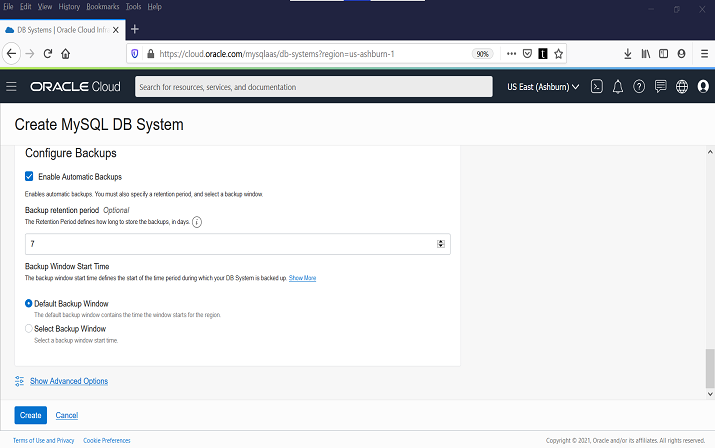 File Edit View History Bookmarks Tools Help
DB Systems | Oracle Cloud Infra
https://cloud.oracle.com/mysqlaas/db-systems?region=us-ashburn-1 90%
ORACLE Cloud Search for resources, services, and documentation US East (Ashburn)
Create MySQL DB System
Configure Backups
Enable Automatic Backups
Enables automatic backups. You must also specify a retention period, and select a backup window.
Backup retention period Optional
The Retention Period defines how long to store the backups, in days.
7
Backup Window Start Time
The backup window start time defines the start of the time period during which your DB System is backed up. Show More
Default Backup Window
The default backup window contains the time the window starts for the region.
Select Backup Window
Select a backup window start time.
Show Advanced Options
Create Cancel
Terms of Use and Privacy Cookie Preferences Copyright © 2021, Oracle and/or its affiliates. All rights reserved.